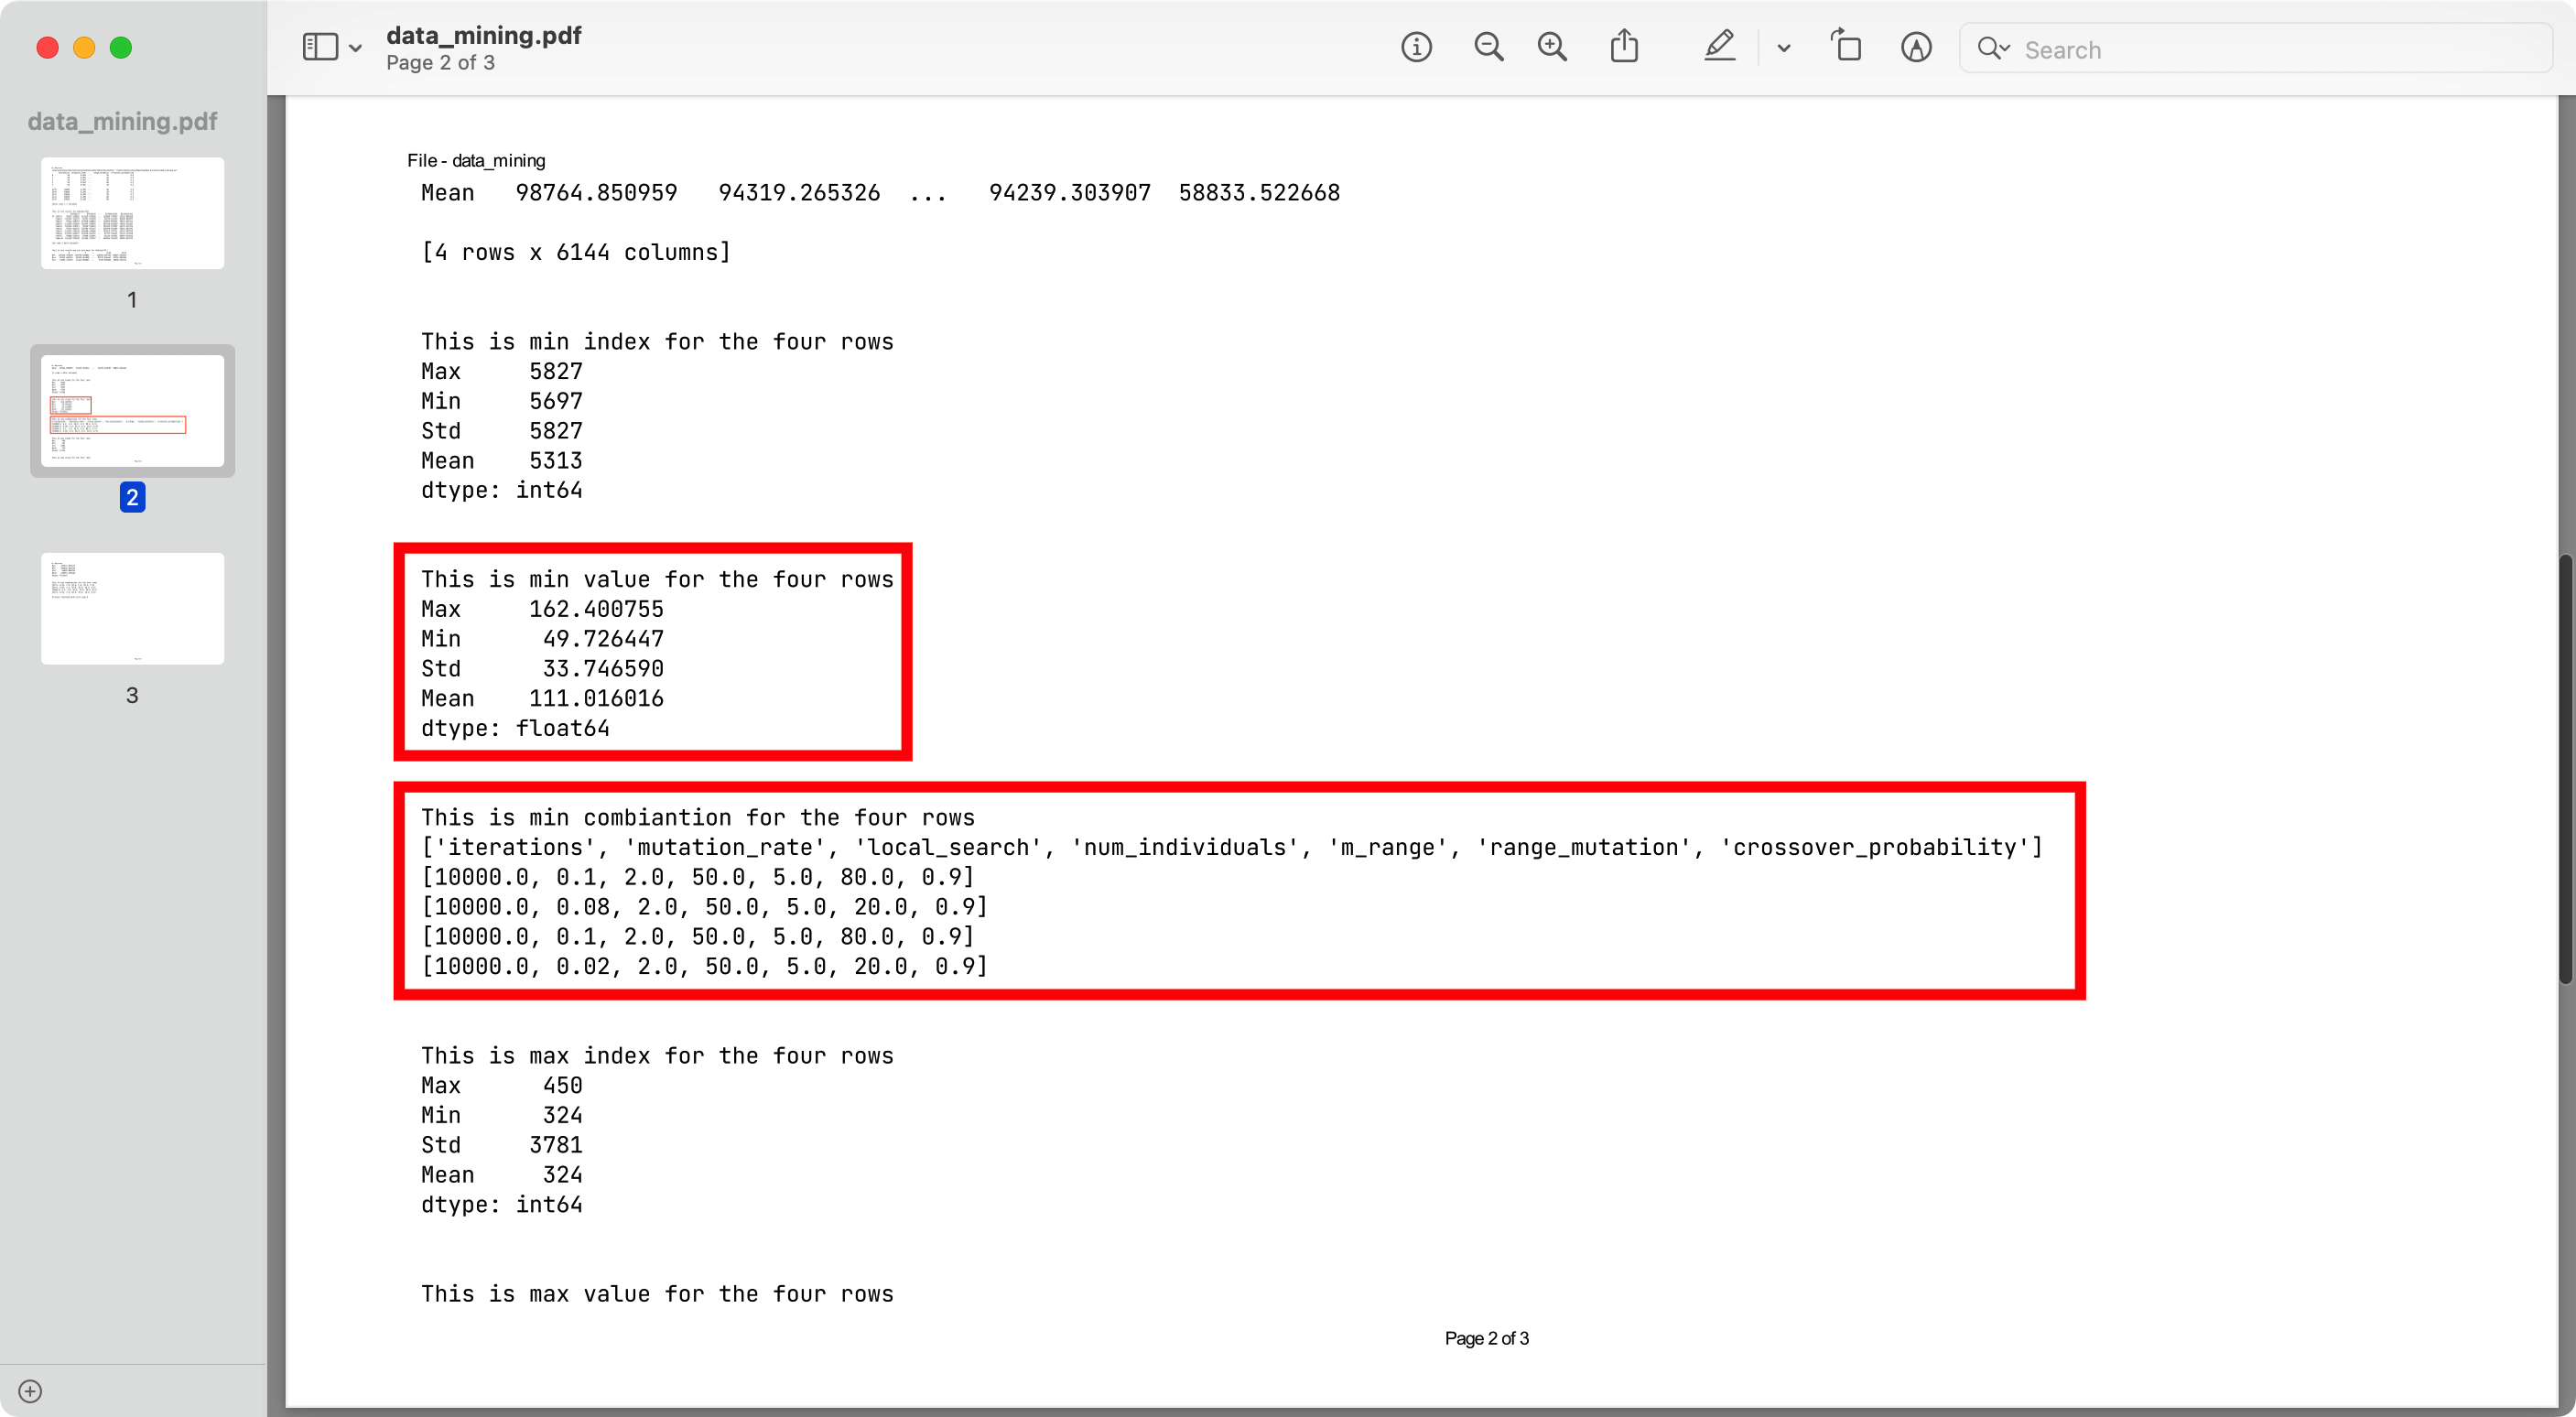 data_mining.pdf
Page 2 of 3
Search
data_mining.pdf
1
2
3
File - data_mining
Mean   98764.850959   94319.265326  ...   94239.303907  58833.522668
[4 rows x 6144 columns]
This is min index for the four rows
Max     5827
Min     5697
Std     5827
Mean    5313
dtype: int64
This is min value for the four rows
Max     162.400755
Min      49.726447
Std      33.746590
Mean    111.016016
dtype: float64
This is min combiantion for the four rows
['iterations', 'mutation_rate', 'local_search', 'num_individuals', 'm_range', 'range_mutation', 'crossover_probability']
[10000.0, 0.1, 2.0, 50.0, 5.0, 80.0, 0.9]
[10000.0, 0.08, 2.0, 50.0, 5.0, 20.0, 0.9]
[10000.0, 0.1, 2.0, 50.0, 5.0, 80.0, 0.9]
[10000.0, 0.02, 2.0, 50.0, 5.0, 20.0, 0.9]
This is max index for the four rows
Max      450
Min      324
Std     3781
Mean     324
dtype: int64
This is max value for the four rows
Page 2 of 3